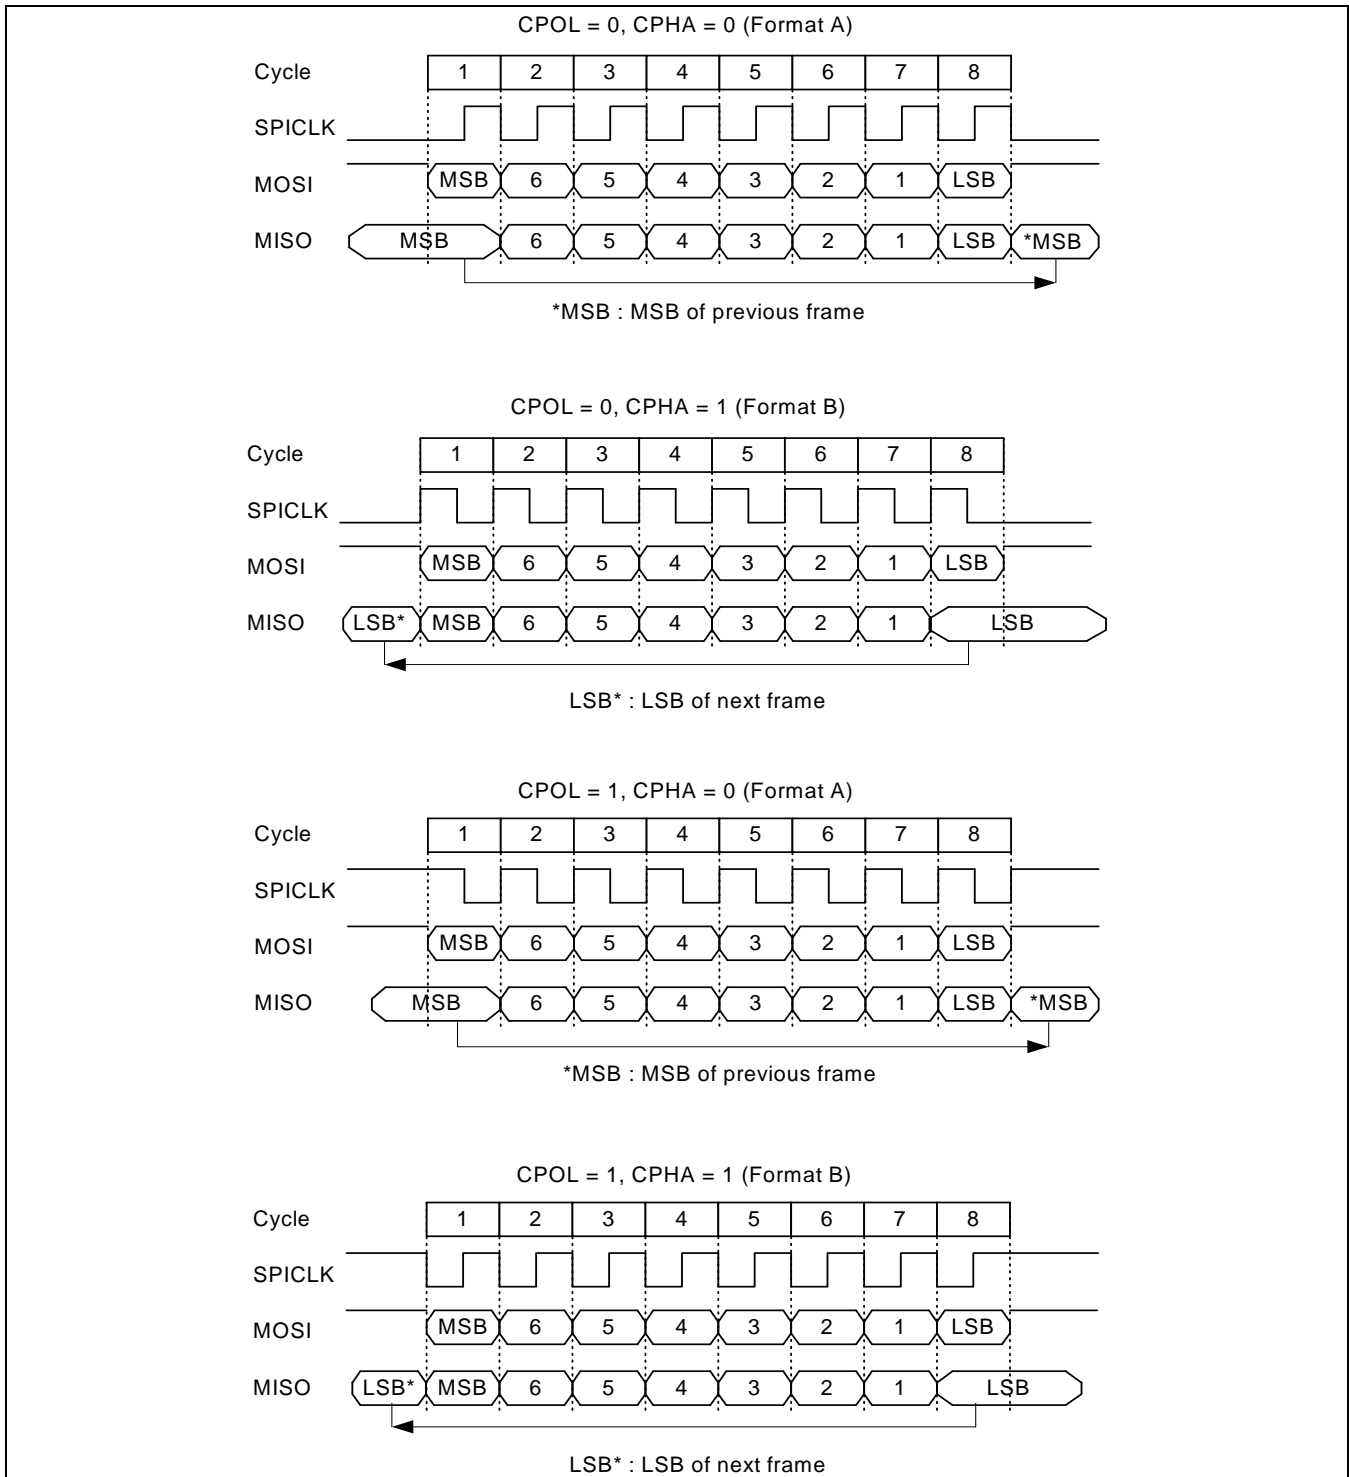 CPOL = 0, CPHA = 0 (Format A)
Cycle 1 2 3 4 5 6 7 8
SPICLK
MOSI MSB 6 5 4 3 2 1 LSB
MISO MSB 6 5 4 3 2 1 LSB *MSB
*MSB : MSB of previous frame
CPOL = 0, CPHA = 1 (Format B)
Cycle 1 2 3 4 5 6 7 8
SPICLK
MOSI MSB 6 5 4 3 2 1 LSB
MISO LSB* MSB 6 5 4 3 2 1 LSB
LSB* : LSB of next frame
CPOL = 1, CPHA = 0 (Format A)
Cycle 1 2 3 4 5 6 7 8
SPICLK
MOSI MSB 6 5 4 3 2 1 LSB
MISO MSB 6 5 4 3 2 1 LSB *MSB
*MSB : MSB of previous frame
CPOL = 1, CPHA = 1 (Format B)
Cycle 1 2 3 4 5 6 7 8
SPICLK
MOSI MSB 6 5 4 3 2 1 LSB
MISO LSB* MSB 6 5 4 3 2 1 LSB
LSB* : LSB of next frame